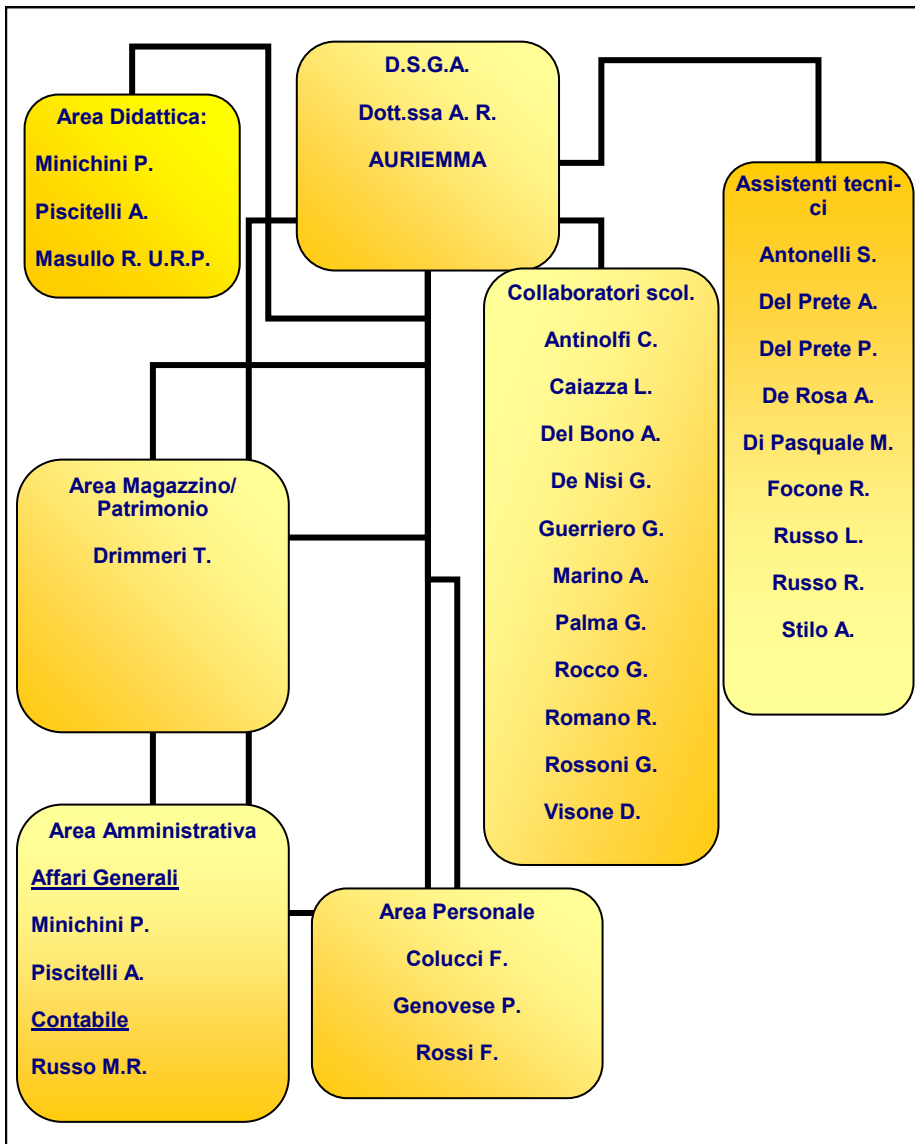 D.S.G.A.
Dott.ssa A. R.
AURIEMMA
Area Didattica:
Minichini P.
Piscitelli A.
Masullo R. U.R.P.
Assistenti tecni-
ci
Antonelli S.
Del Prete A.
Del Prete P.
De Rosa A.
Di Pasquale M.
Focone R.
Russo L.
Russo R.
Stilo A.
Collaboratori scol.
Antinolfi C.
Caiazza L.
Del Bono A.
De Nisi G.
Guerriero G.
Marino A.
Palma G.
Rocco G.
Romano R.
Rossoni G.
Visone D.
Area Magazzino/
Patrimonio
Drimmeri T.
Area Amministrativa
Affari Generali
Minichini P.
Piscitelli A.
Contabile
Russo M.R.
Area Personale
Colucci F.
Genovese P.
Rossi F.